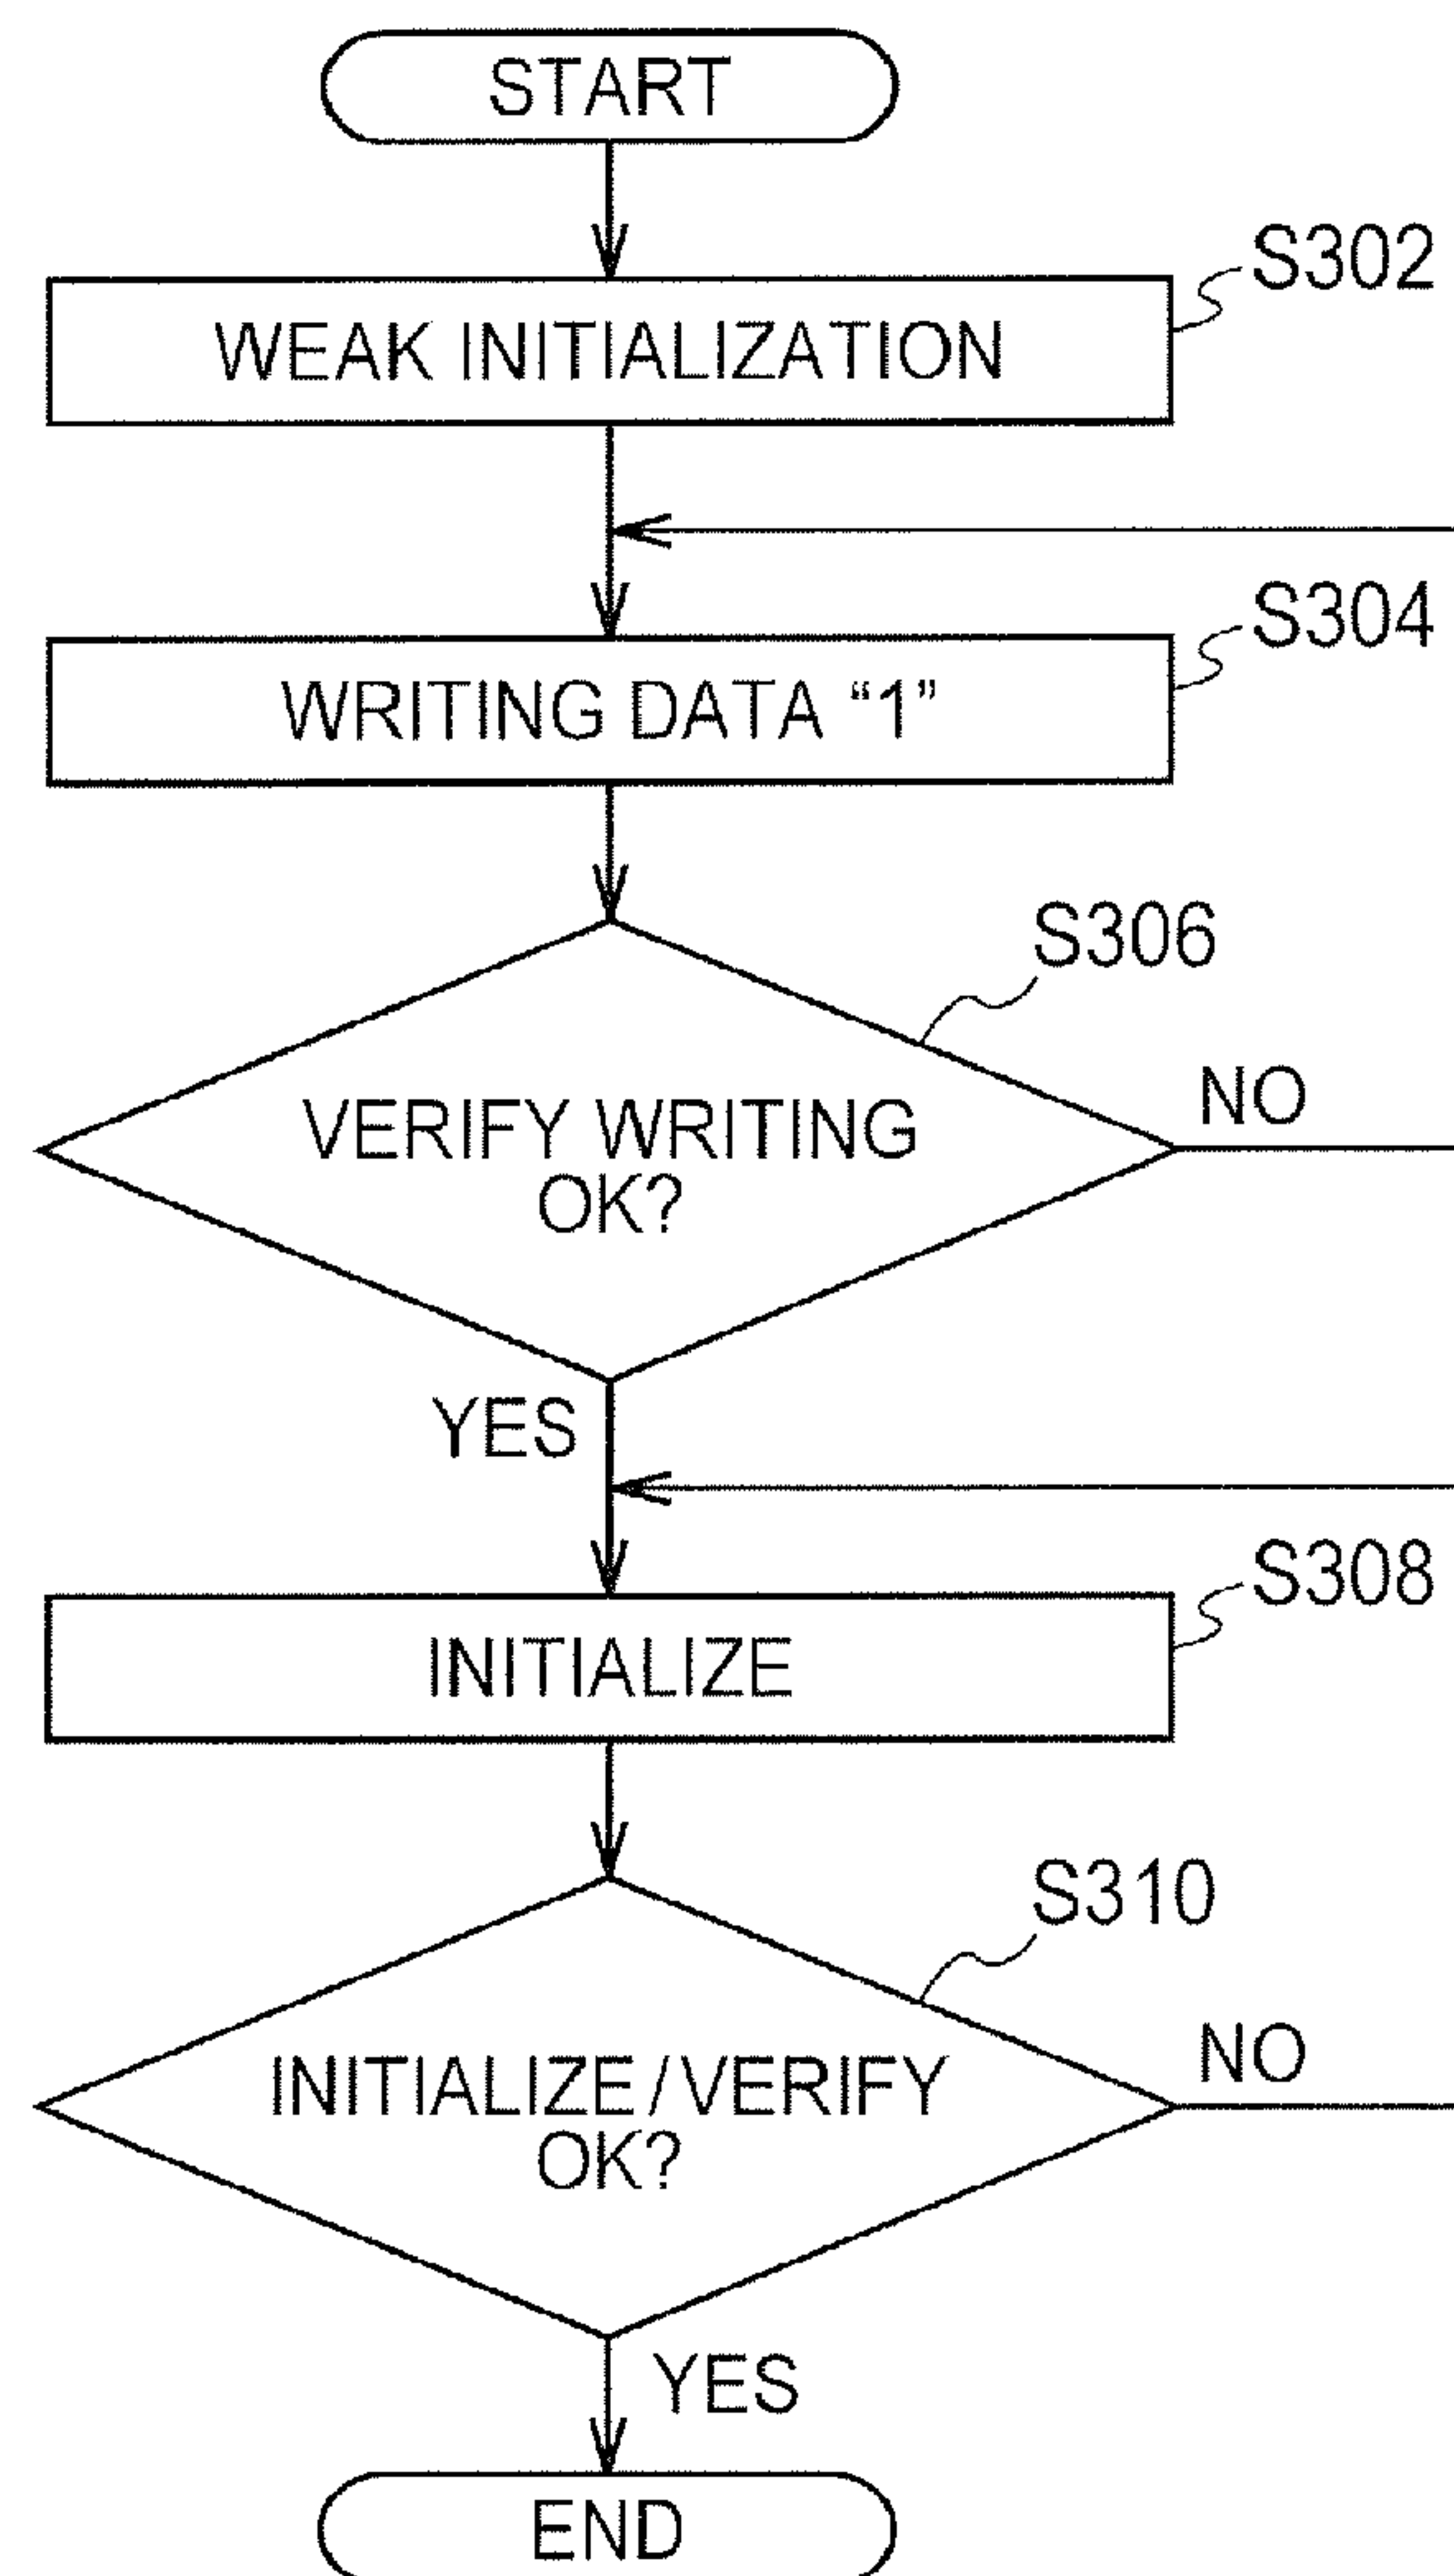 START
S302
WEAK INITIALIZATION
S304
WRITING DATA “1”
S306
NO
VERIFY WRITING
OK?
YES
S308
INITIALIZE
S310
NO
INITIALIZE/VERIFY
OK?
YES
END